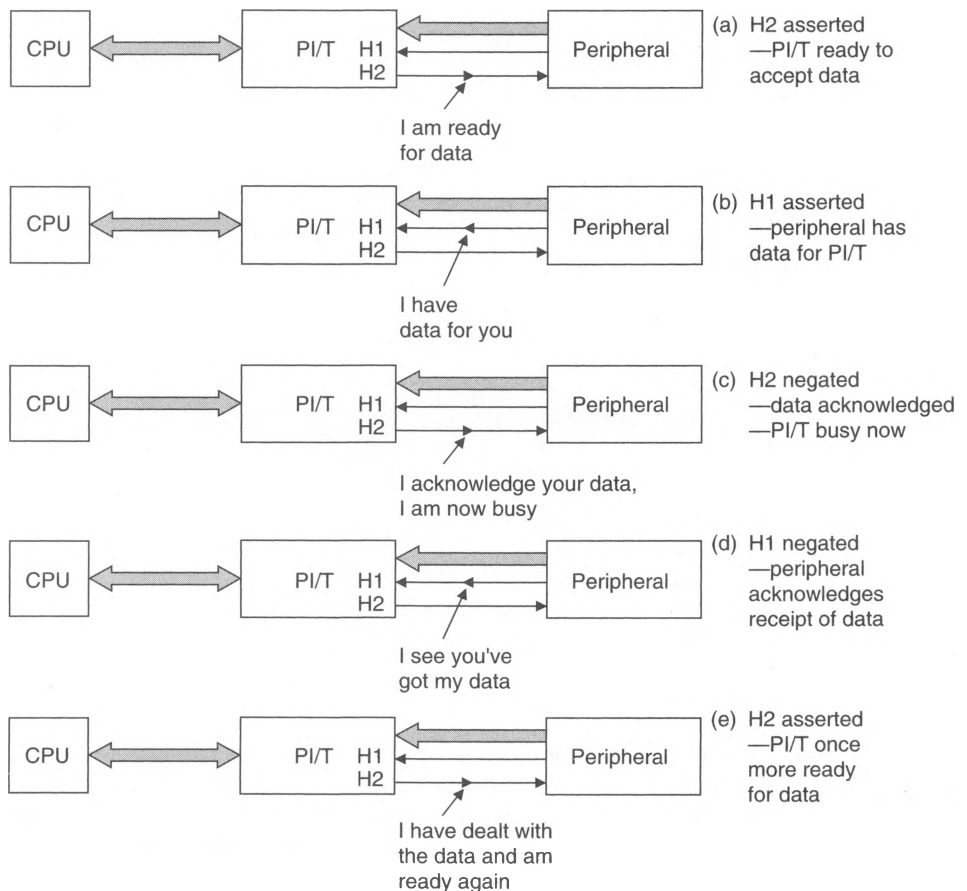 CPU
PI/T H1
H2
Peripheral
(a) H2 asserted
—PI/T ready to
accept data
I am ready
for data
CPU
PI/T H1
H2
Peripheral
(b) H1 asserted
—peripheral has
data for PI/T
I have
data for you
CPU
PI/T H1
H2
Peripheral
(c) H2 negated
—data acknowledged
—PI/T busy now
I acknowledge your data,
I am now busy
CPU
PI/T H1
H2
Peripheral
(d) H1 negated
—peripheral
acknowledges
receipt of data
I see you've
got my data
CPU
PI/T H1
H2
Peripheral
(e) H2 asserted
—PI/T once
more ready
for data
I have dealt with
the data and am
ready again